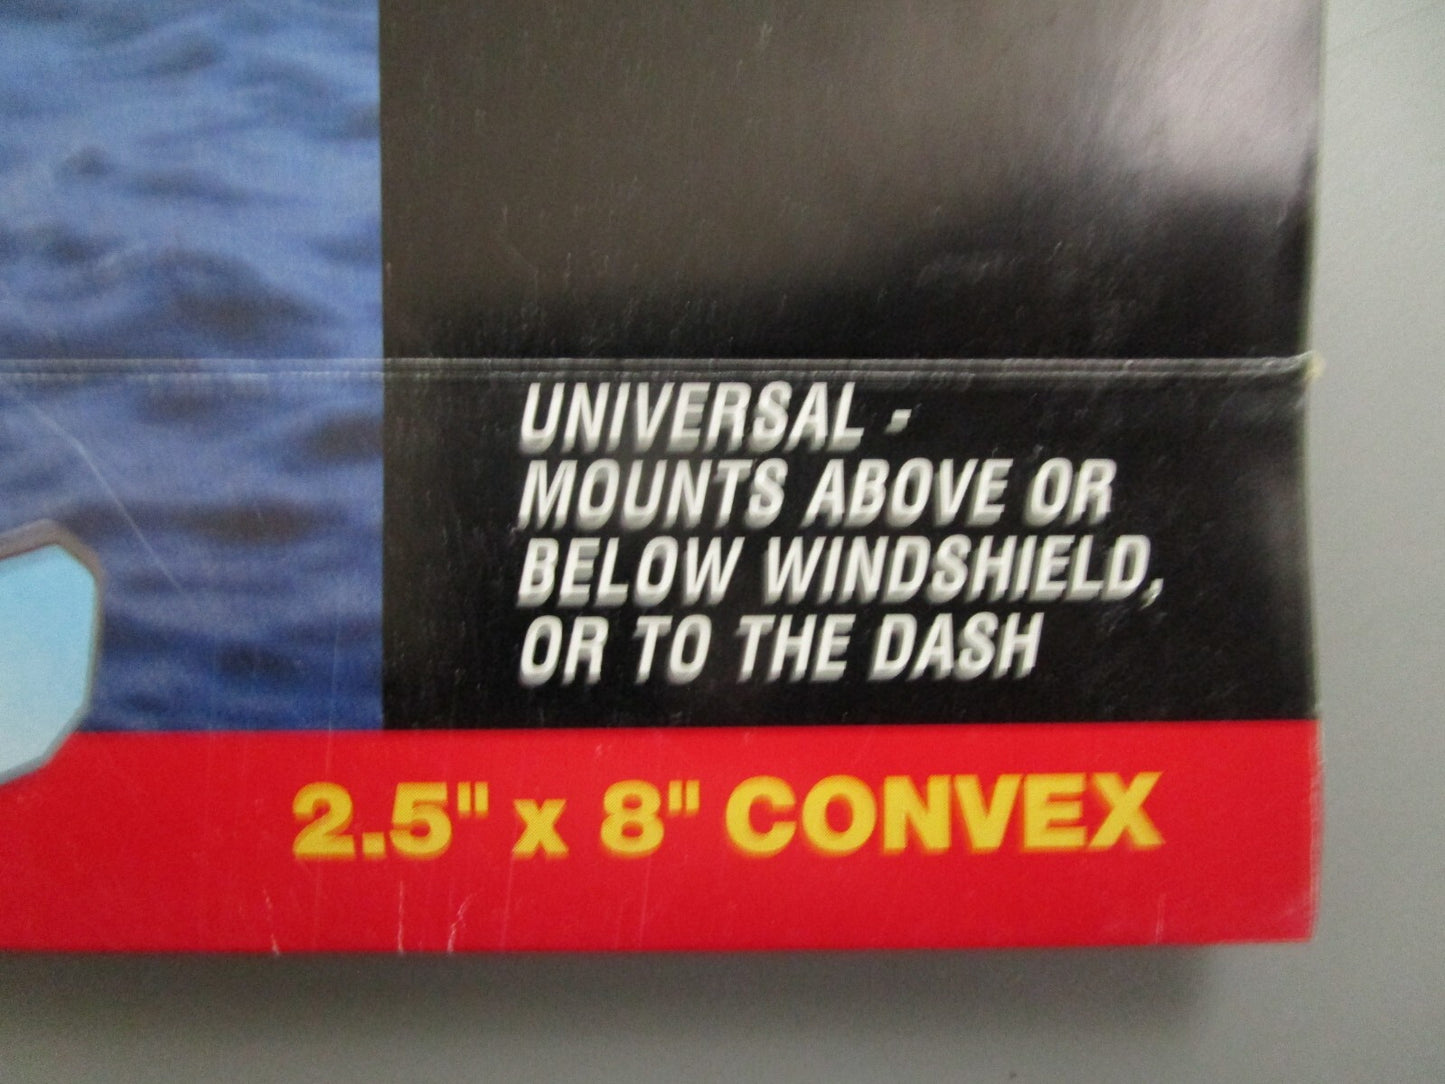 UNIVERSAL -
MOUNTS ABOVE OR
BELOW WINDSHIELD,
OR TO THE DASH
2.5" x 8" CONVEX